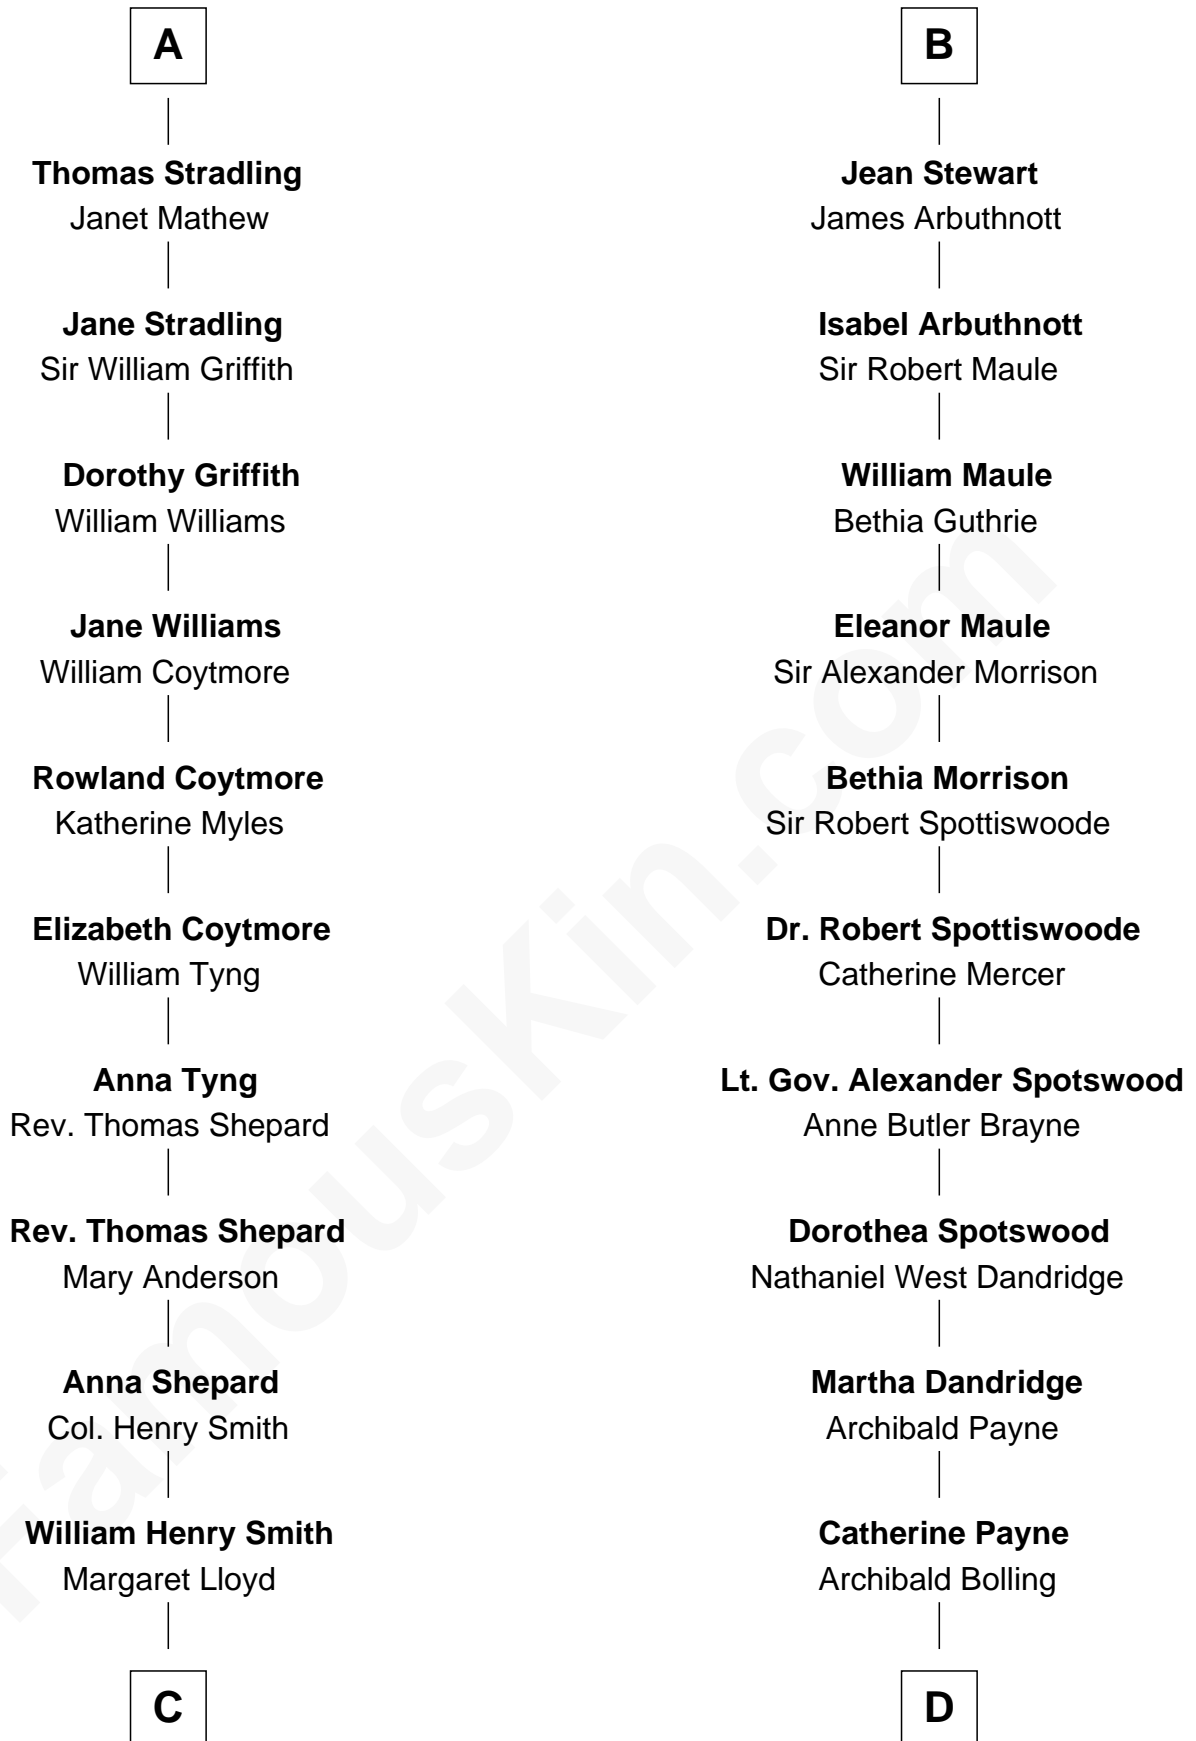 A
Thomas Stradling
Janet Mathew
Jane Stradling
Sir William Griffith
Dorothy Griffith
William Williams
Jane Williams
William Coytmore
Rowland Coytmore
Katherine Myles
Elizabeth Coytmore
William Tyng
Anna Tyng
Rev. Thomas Shepard
Rev. Thomas Shepard
Mary Anderson
Anna Shepard
Col. Henry Smith
William Henry Smith
Margaret Lloyd
C
B
Jean Stewart
James Arbuthnott
Isabel Arbuthnott
Sir Robert Maule
William Maule
Bethia Guthrie
Eleanor Maule
Sir Alexander Morrison
Bethia Morrison
Sir Robert Spottiswoode
Dr. Robert Spottiswoode
Catherine Mercer
Lt. Gov. Alexander Spotswood
Anne Butler Brayne
Dorothea Spotswood
Nathaniel West Dandridge
Martha Dandridge
Archibald Payne
Catherine Payne
Archibald Bolling
D
FamousKin.com